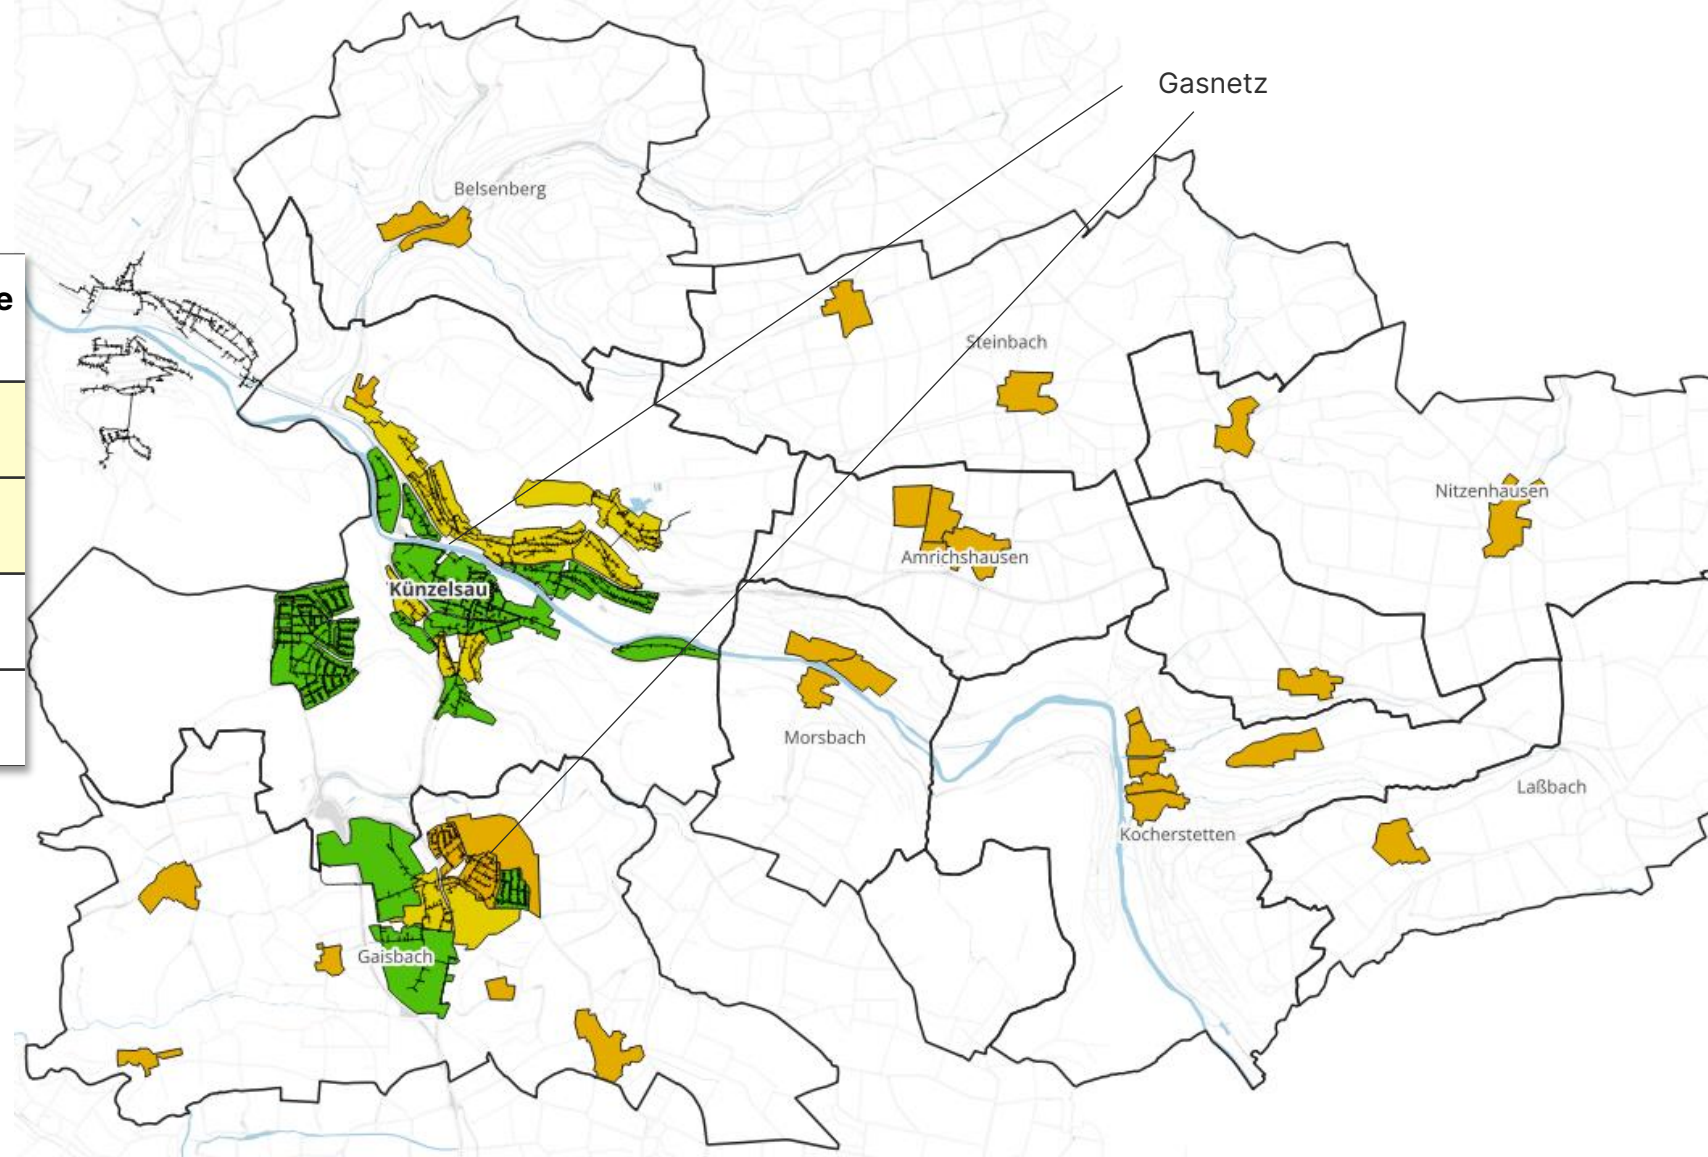 Gasnetz
Belsenberg
e
Steinbach
Nitzenhausen
Amrichshausen
Künzelsau
Morsbach
Laßbach
Kocherstetten
Gaisbach